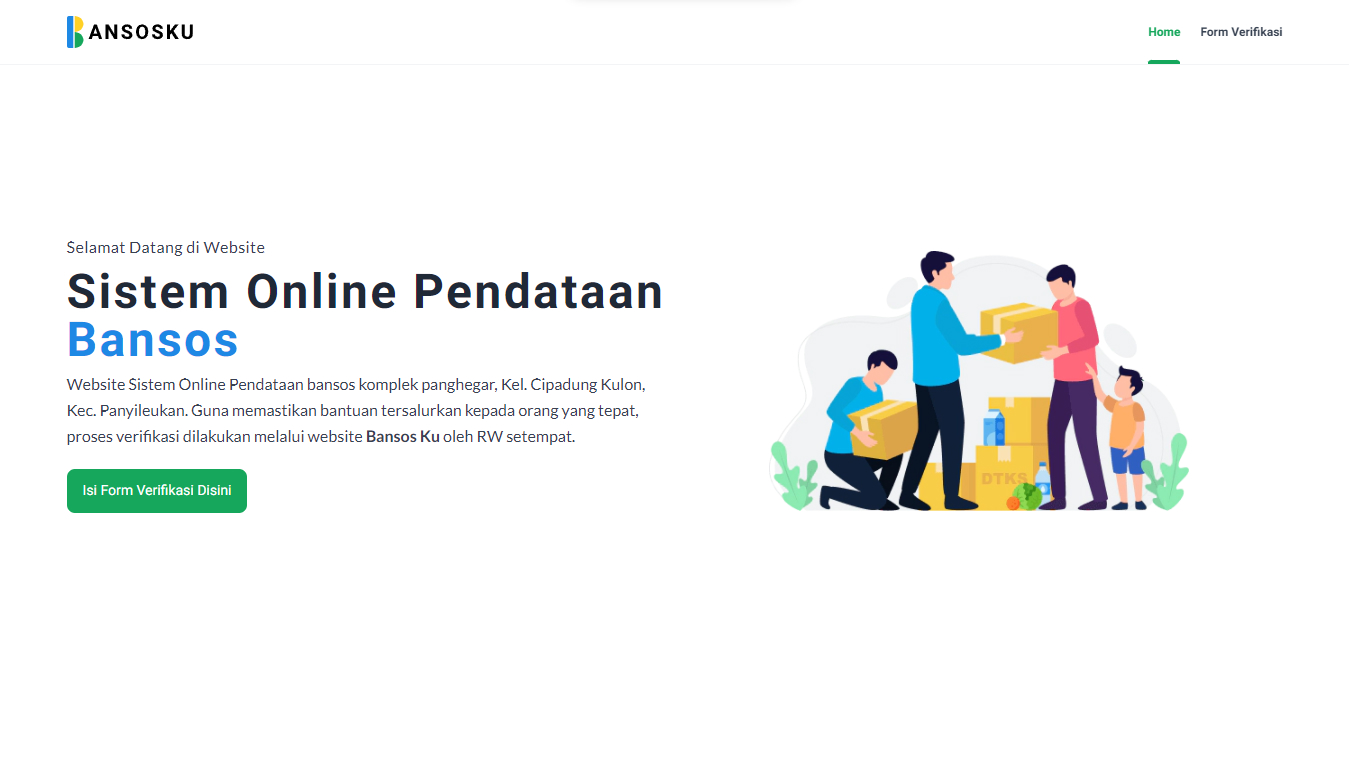 BANSOSKU
Home
Form Verifikasi
Selamat Datang di Website
Sistem Online Pendataan
Bansos
Website Sistem Online Pendataan bansos komplek panghegar, Kel. Cipadung Kulon,
Kec. Panyileukan. Guna memastikan bantuan tersalurkan kepada orang yang tepat,
proses verifikasi dilakukan melalui website Bansos Ku oleh RW setempat.
Isi Form Verifikasi Disini
DTKS